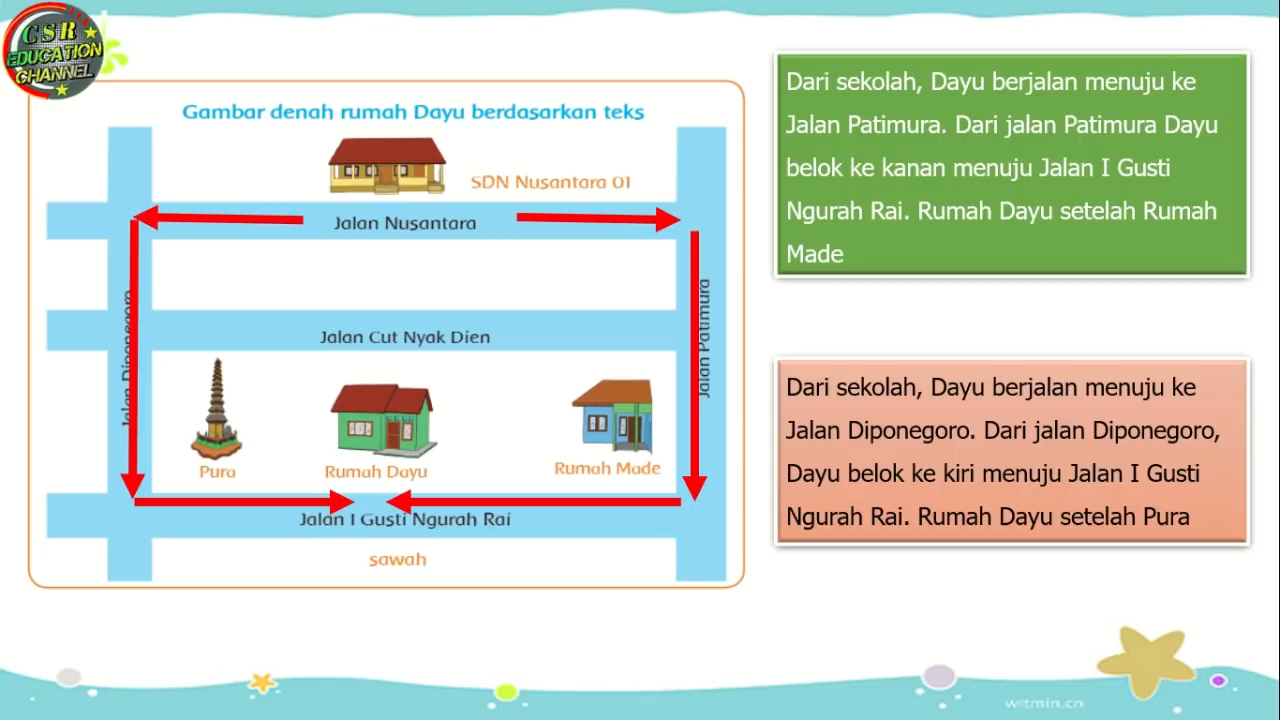 CSR
EDUCATION
CHANNEL
Gambar denah rumah Dayu berdasarkan teks
SDN Nusantara 01
Jalan Nusantara
Jalan Diponegoro
Jalan Cut Nyak Dien
Jalan Patimura
Pura
Rumah Dayu
Rumah Made
Jalan I Gusti Ngurah Rai
sawah
Dari sekolah, Dayu berjalan menuju ke
Jalan Patimura. Dari jalan Patimura Dayu
belok ke kanan menuju Jalan I Gusti
Ngurah Rai. Rumah Dayu setelah Rumah
Made
Dari sekolah, Dayu berjalan menuju ke
Jalan Diponegoro. Dari jalan Diponegoro,
Dayu belok ke kiri menuju Jalan I Gusti
Ngurah Rai. Rumah Dayu setelah Pura
witmin.cn